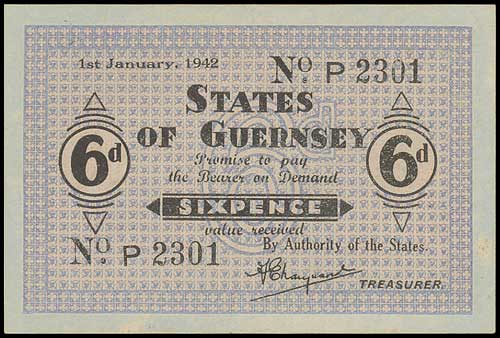 1st January, 1942 No. P 2301
STATES
OF GUERNSEY
6d 6d
Promise to pay
the Bearer on Demand
SIXPENCE
value received
No. P 2301 By Authority of the States.
TREASURER.